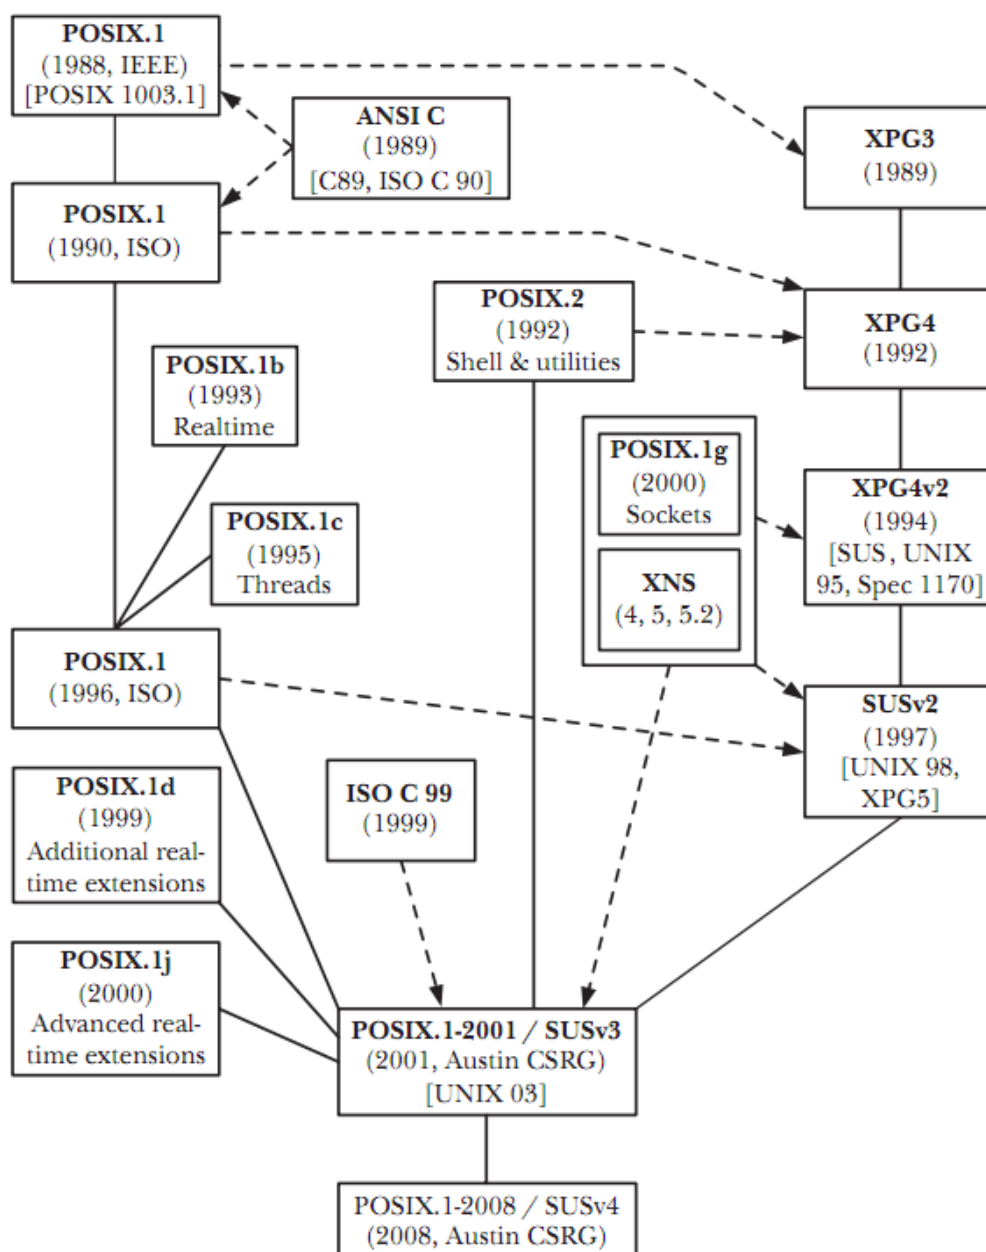 POSIX.1
(1988, IEEE)
[POSIX 1003.1]
ANSI C
(1989)
[C89, ISO C 90]
XPG3
(1989)
POSIX.1
(1990, ISO)
POSIX.2
(1992)
Shell & utilities
XPG4
(1992)
POSIX.1b
(1993)
Realtime
POSIX.1g
(2000)
Sockets
XPG4v2
(1994)
[SUS, UNIX
95, Spec 1170]
POSIX.1c
(1995)
Threads
XNS
(4, 5, 5.2)
POSIX.1
(1996, ISO)
SUSv2
(1997)
[UNIX 98,
XPG5]
POSIX.1d
(1999)
Additional real-
time extensions
ISO C 99
(1999)
POSIX.1j
(2000)
Advanced real-
time extensions
POSIX.1-2001 / SUSv3
(2001, Austin CSRG)
[UNIX 03]
POSIX.1-2008 / SUSv4
(2008, Austin CSRG)